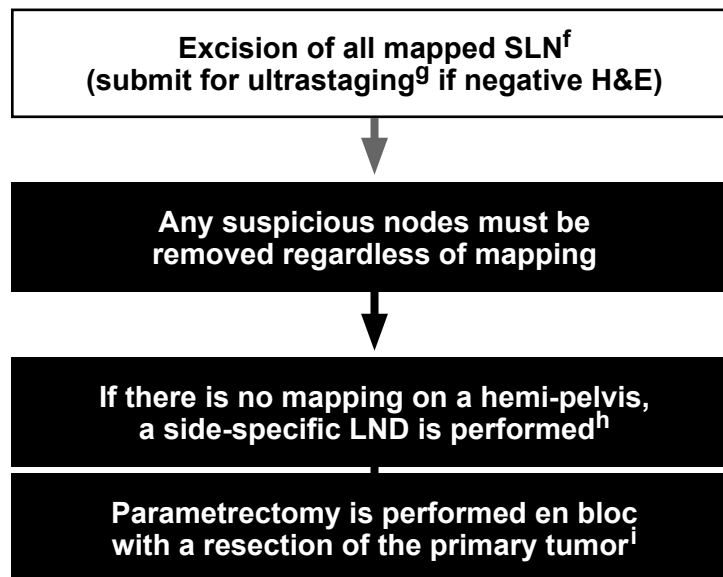 Excision of all mapped SLNᶠ
(submit for ultrastagingᵍ if negative H&E)
Any suspicious nodes must be
removed regardless of mapping
If there is no mapping on a hemi-pelvis,
a side-specific LND is performedʰ
Parametrectomy is performed en bloc
with a resection of the primary tumorⁱ